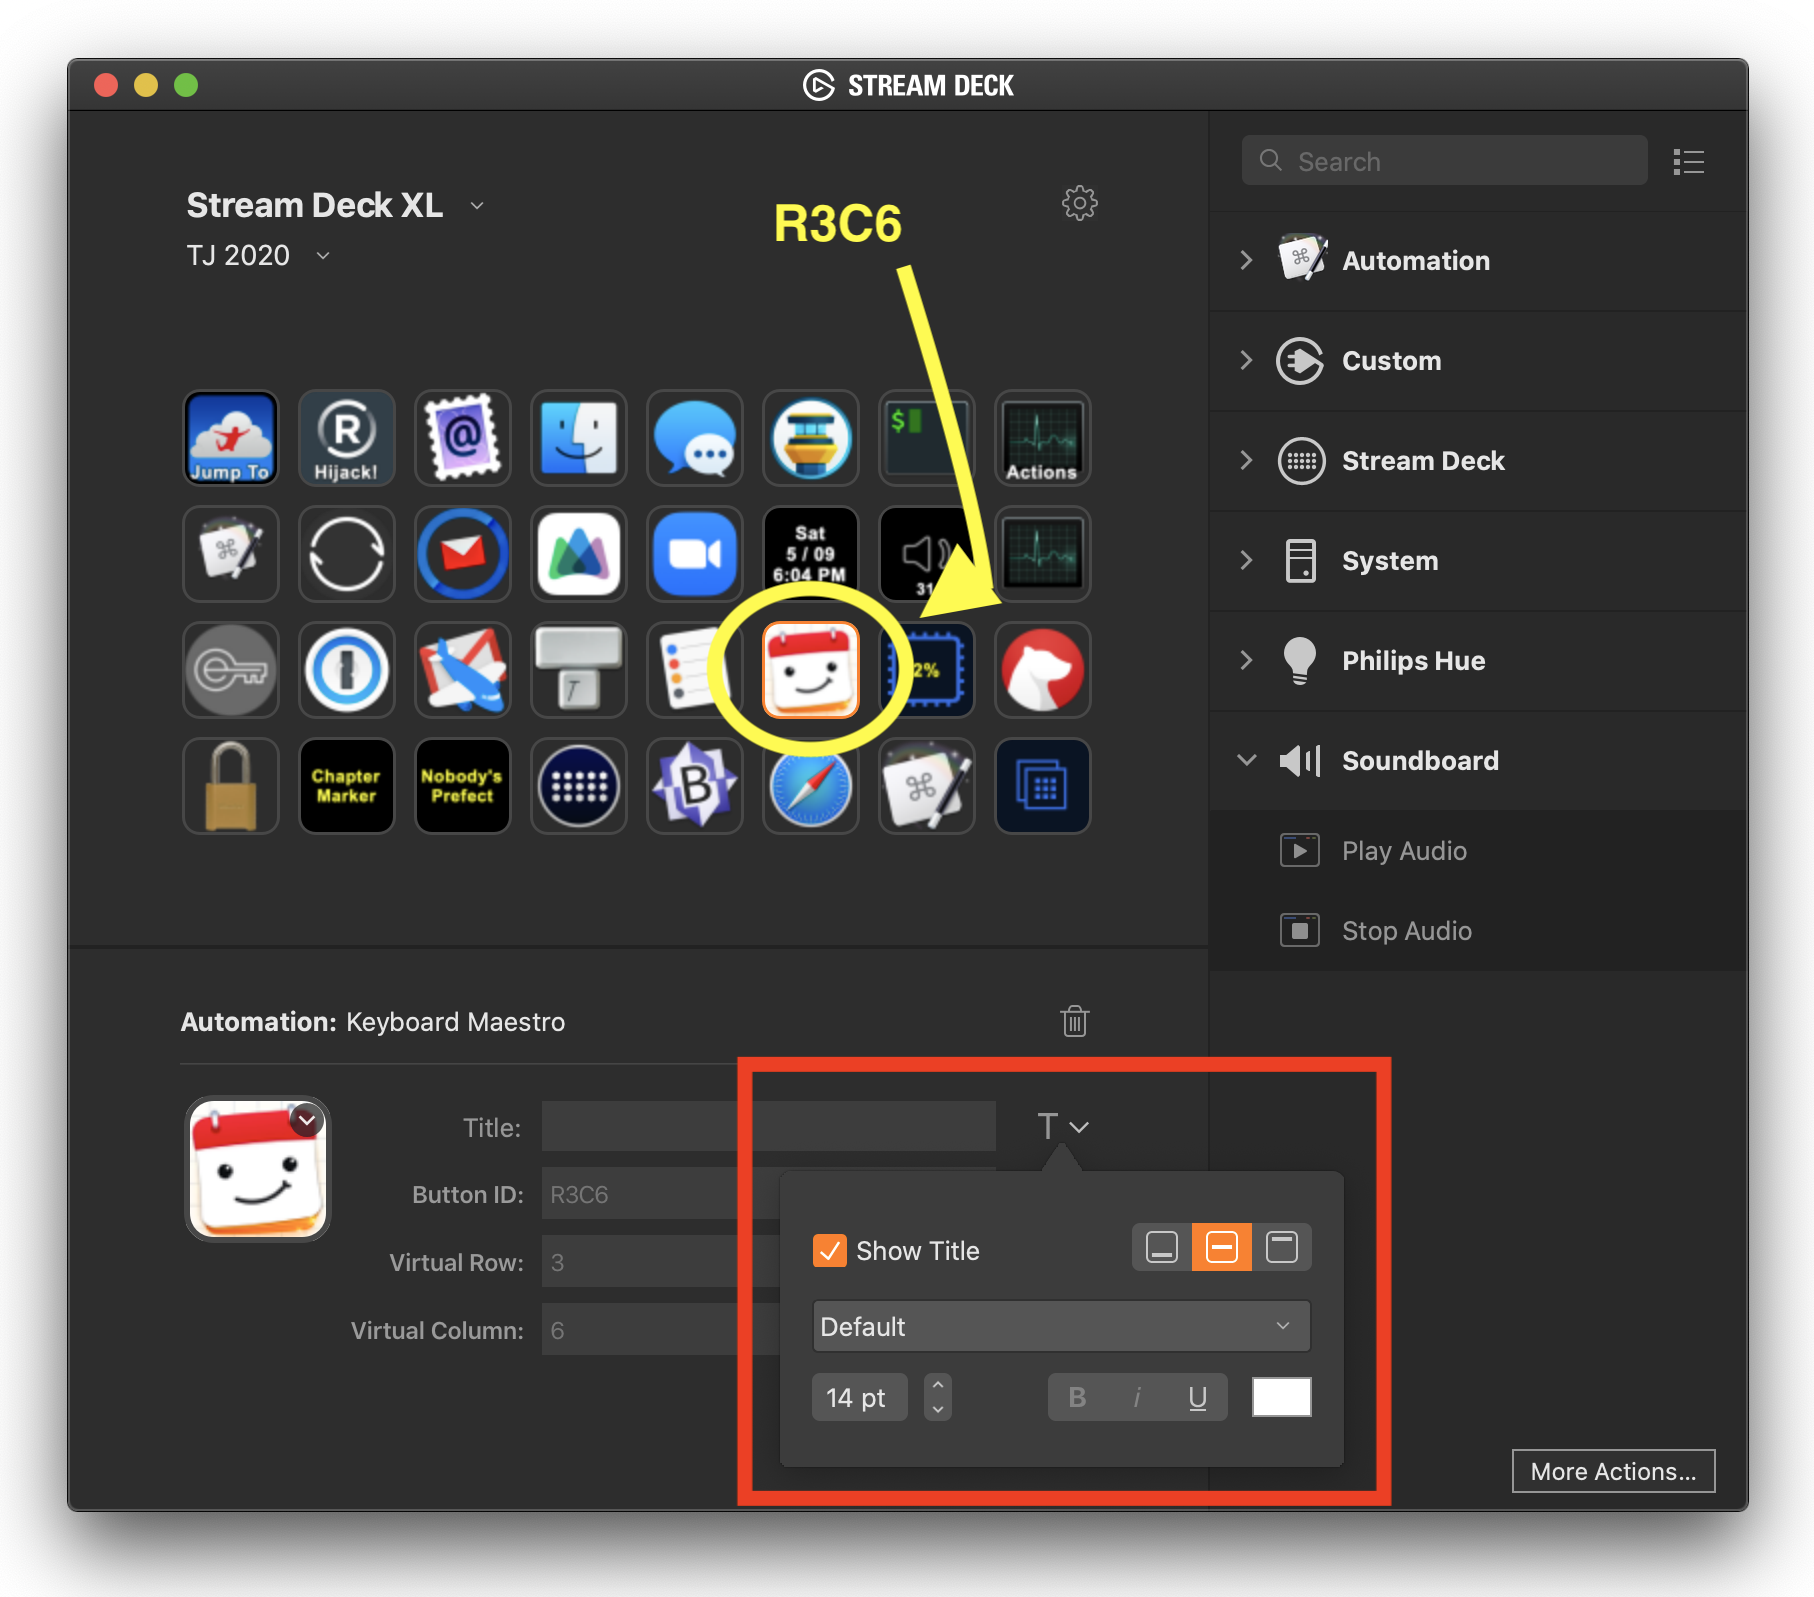 STREAM DECK
Search
Stream Deck XL
R3C6
TJ 2020
Automation
Custom
Stream Deck
System
Philips Hue
Soundboard
Play Audio
Stop Audio
R
@
$
Jump To
Hijack!
Actions
Sat
5 / 09
6:04 PM
31
T
2%
Chapter
Marker
Nobody's
Prefect
B
Automation: Keyboard Maestro
Title:
T
Button ID: R3C6
Virtual Row: 3
Virtual Column: 6
Show Title
Default
14 pt
B i U
More Actions...